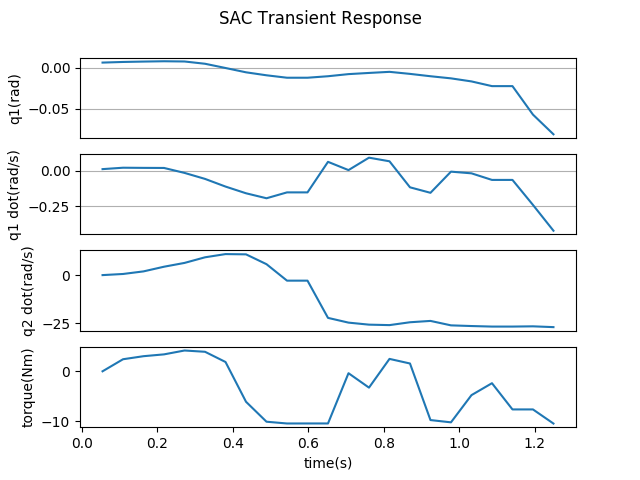 SAC Transient Response
0.00
−0.05
q1(rad)
0.00
−0.25
q1 dot(rad/s)
0
−25
q2 dot(rad/s)
0
−10
torque(Nm)
0.0 0.2 0.4 0.6 0.8 1.0 1.2
time(s)